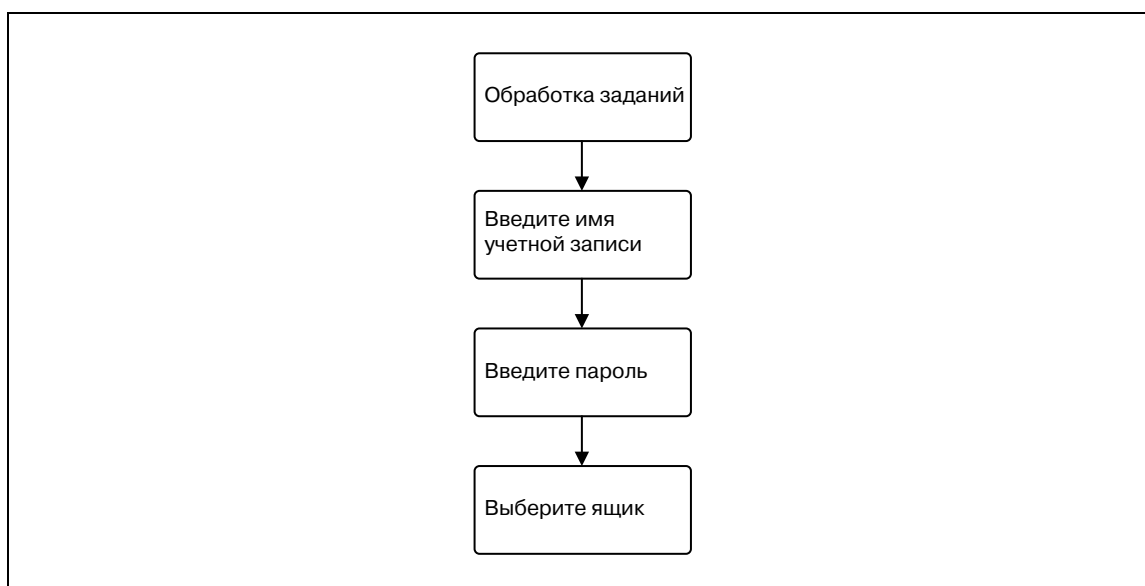 Обработка заданий
Введите имя
учетной записи
Введите пароль
Выберите ящик